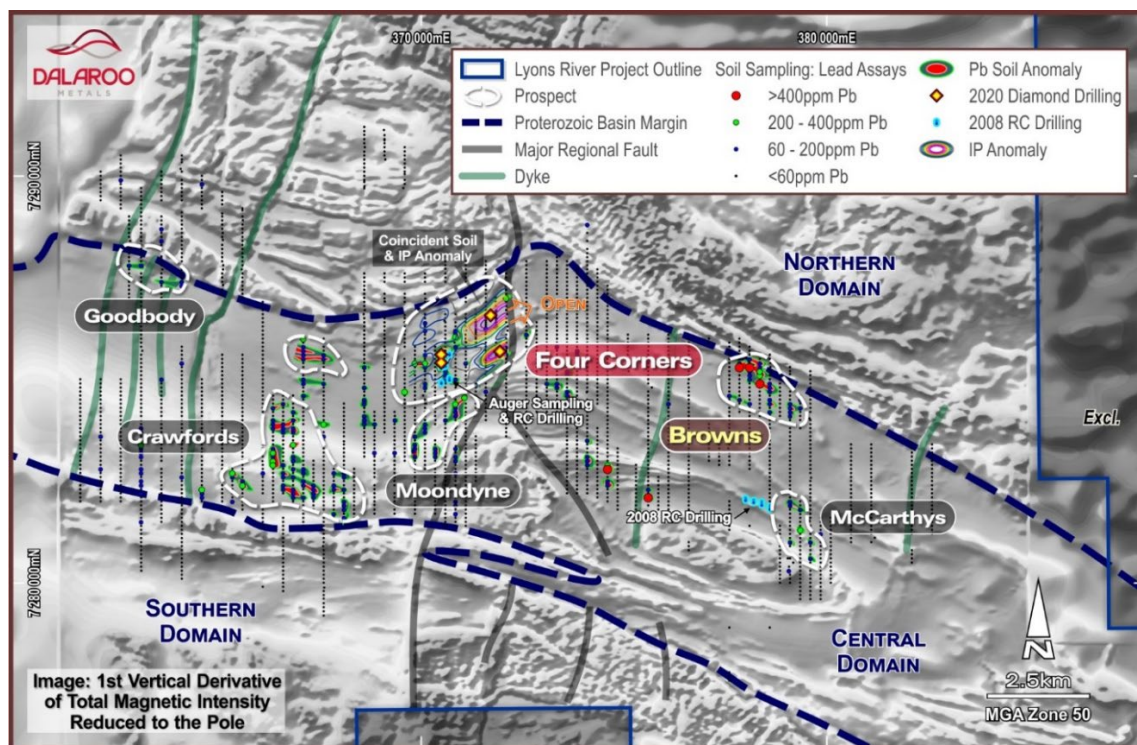 DALAROO
METALS
370 000mE
380 000mE
Lyons River Project Outline
Prospect
Proterozoic Basin Margin
Major Regional Fault
Dyke
Soil Sampling: Lead Assays
>400ppm Pb
200 - 400ppm Pb
60 - 200ppm Pb
<60ppm Pb
Pb Soil Anomaly
2020 Diamond Drilling
2008 RC Drilling
IP Anomaly
7 290 000mN
Coincident Soil
& IP Anomaly
NORTHERN
DOMAIN
Goodbody
OPEN
Four Corners
Auger Sampling
& RC Drilling
Excl.
Crawfords
Browns
Moondyne
2008 RC Drilling
McCarthys
7 280 000mN
SOUTHERN
DOMAIN
CENTRAL
DOMAIN
N
2.5km
MGA Zone 50
Image: 1st Vertical Derivative
of Total Magnetic Intensity
Reduced to the Pole